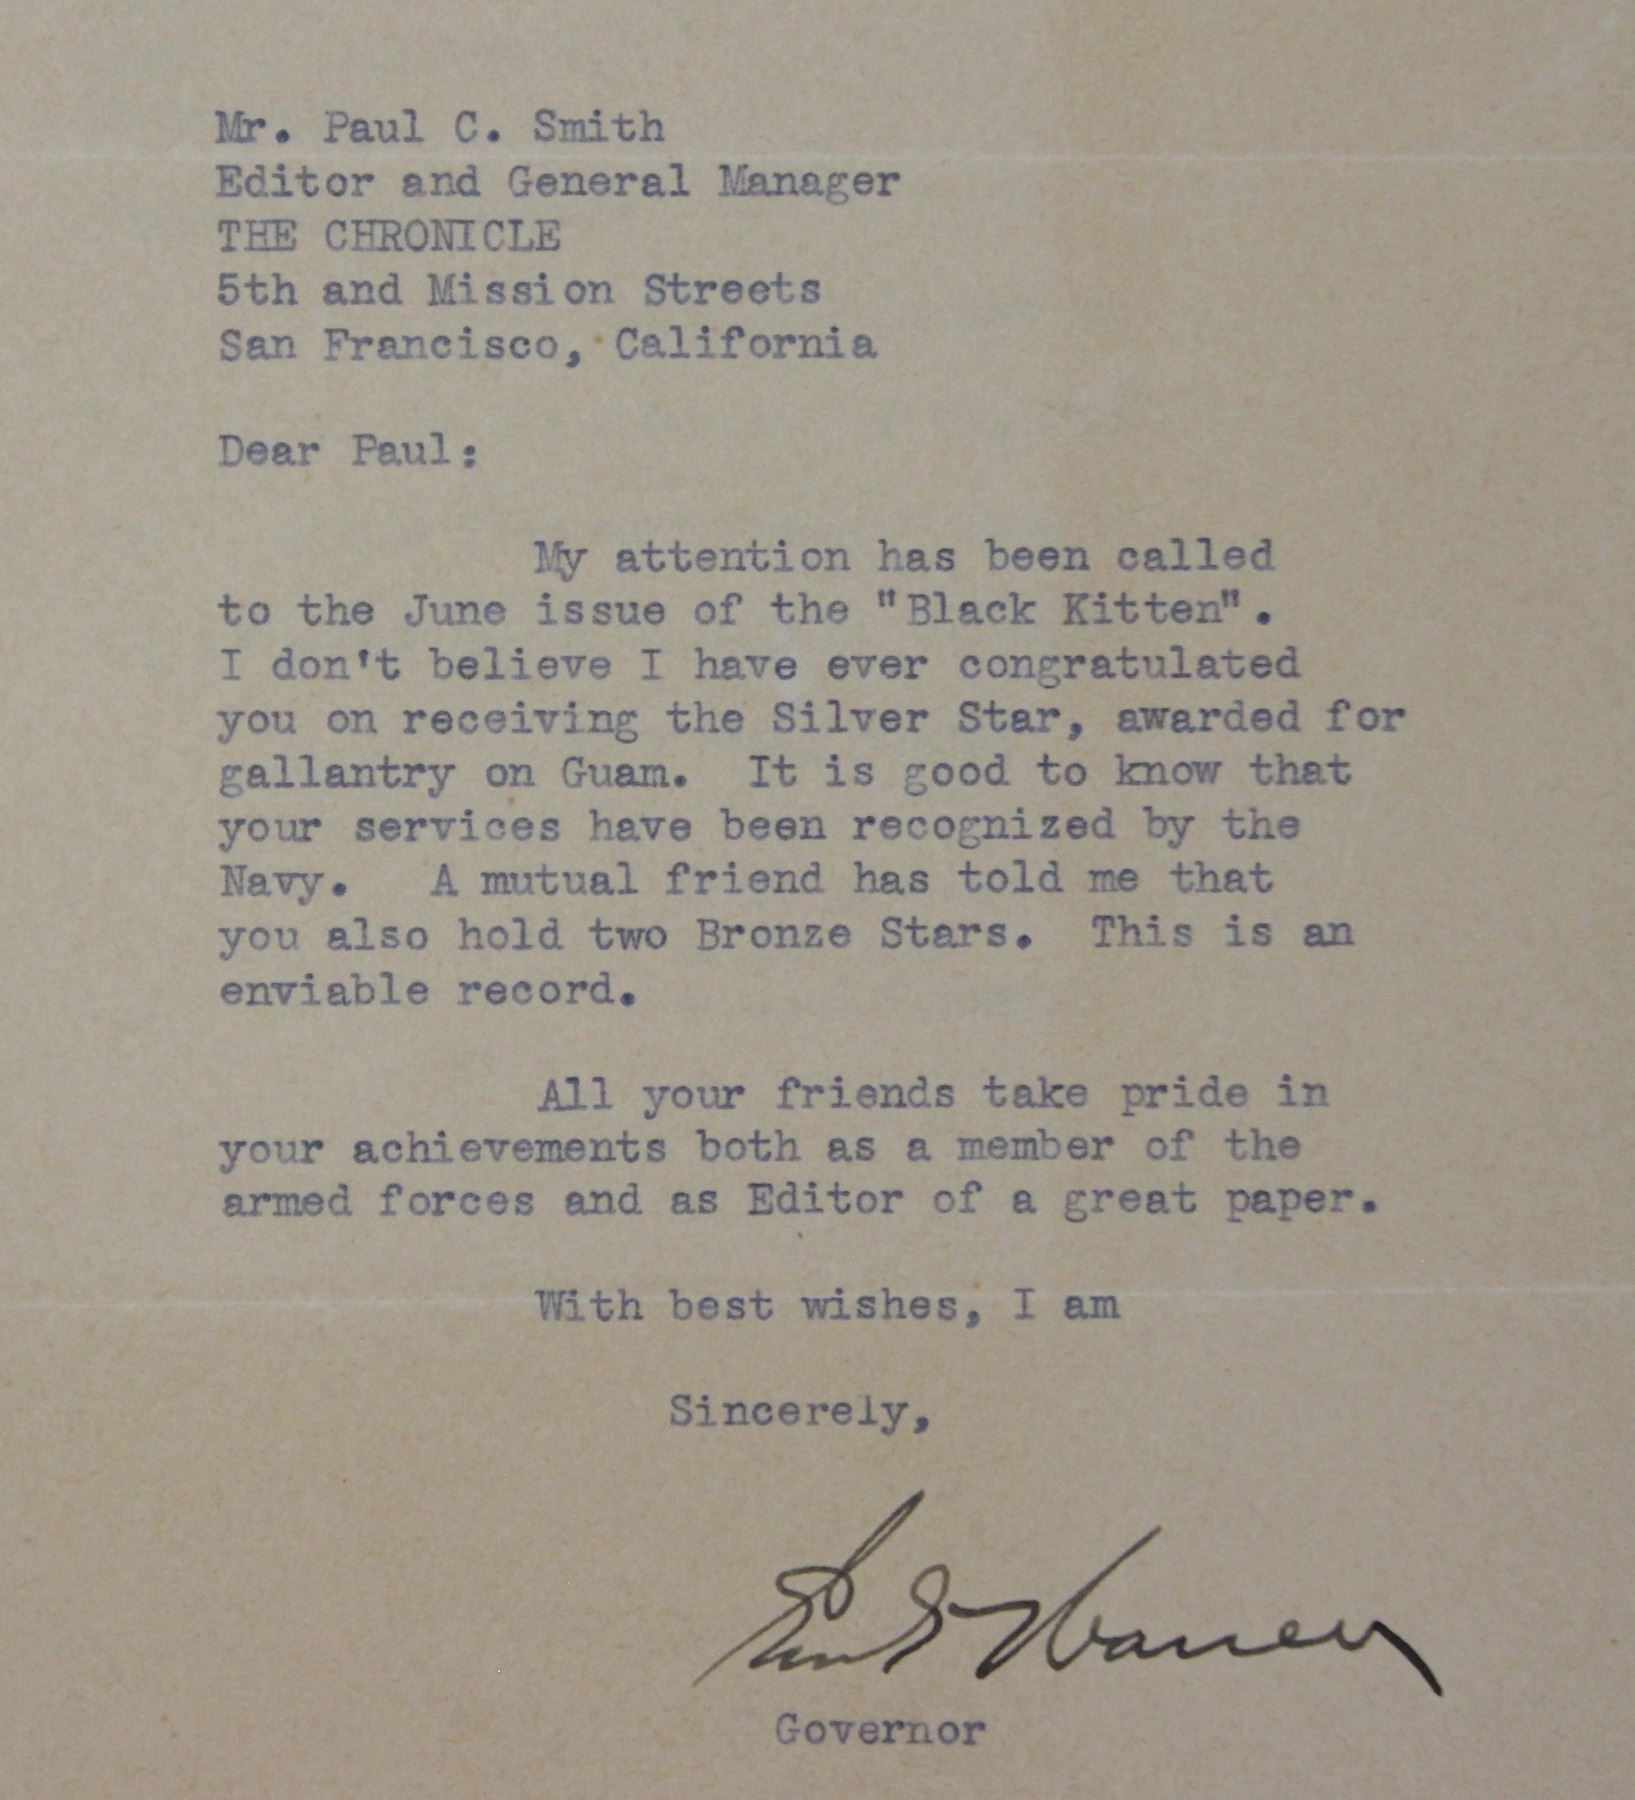 Mr. Paul C. Smith
Editor and General Manager
THE CHRONICLE
5th and Mission Streets
San Francisco, California
Dear Paul:
My attention has been called
to the June issue of the "Black Kitten".
I don't believe I have ever congratulated
you on receiving the Silver Star, awarded for
gallantry on Guam. It is good to know that
your services have been recognized by the
Navy. A mutual friend has told me that
you also hold two Bronze Stars. This is an
enviable record.
All your friends take pride in
your achievements both as a member of the
armed forces and as Editor of a great paper.
With best wishes, I am
Sincerely,
Earl Warren
Governor